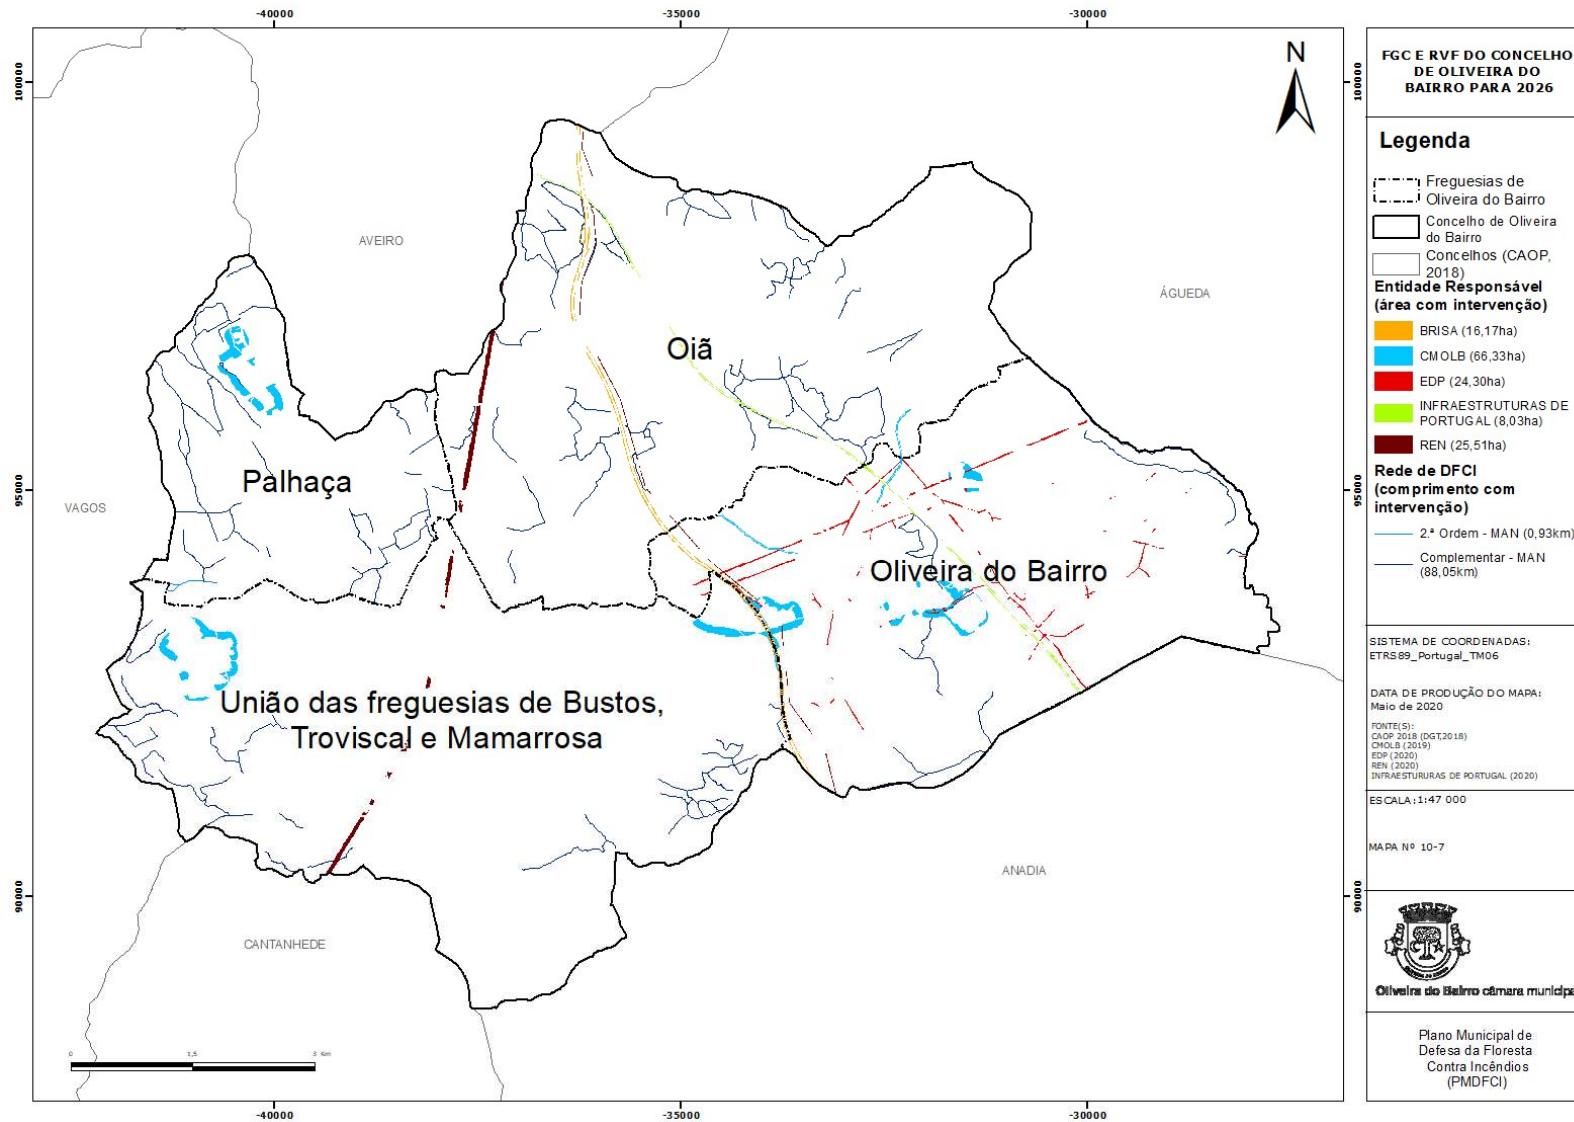 -40000
-35000
-30000
100000
100000
95000
95000
90000
90000
-40000
-35000
-30000
N
AVEIRO
ÁGUEDA
VAGOS
CANTANHEDE
ANADIA
Oiã
Palhaça
Oliveira do Bairro
União das freguesias de Bustos,
Troviscal e Mamarrosa
0
1,5
3 Km
FGC E RVF DO CONCELHO
DE OLIVEIRA DO
BAIRRO PARA 2026
Legenda
Freguesias de
Oliveira do Bairro
Concelho de Oliveira
do Bairro
Concelhos (CAOP,
2018)
Entidade Responsável
(área com intervenção)
BRISA (16,17ha)
CMOLB (66,33ha)
EDP (24,30ha)
INFRAESTRUTURAS DE
PORTUGAL (8,03ha)
REN (25,51ha)
Rede de DFCI
(comprimento com
intervenção)
2.ª Ordem - MAN (0,93km)
Complementar - MAN
(88,05km)
SISTEMA DE COORDENADAS:
ETRS89_Portugal_TM06
DATA DE PRODUÇÃO DO MAPA:
Maio de 2020
FONTE(S):
CAOP 2018 (DGT,2018)
CMOLB (2019)
EDP (2020)
REN (2020)
INFRAESTURURAS DE PORTUGAL (2020)
ESCALA:1:47 000
MAPA Nº 10-7
Oliveira do Bairro câmara municipa
Plano Municipal de
Defesa da Floresta
Contra Incêndios
(PMDFCI)